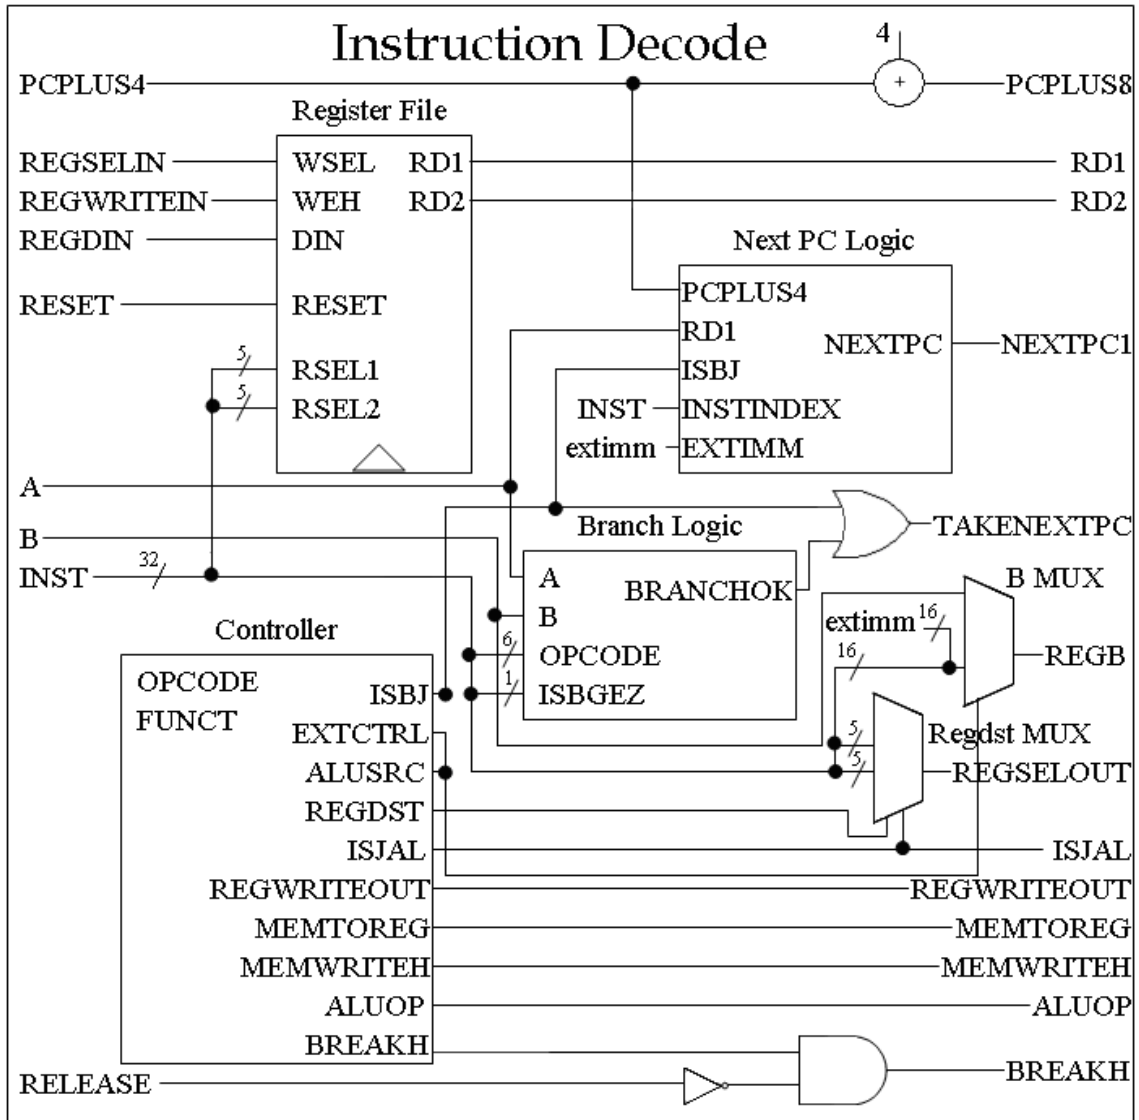 Instruction Decode
4
PCPLUS4
+
PCPLUS8
Register File
REGSELIN
WSEL
RD1
RD1
REGWRITEIN
WEH
RD2
RD2
REGDIN
DIN
Next PC Logic
PCPLUS4
RESET
RESET
RD1
NEXTPC
NEXTPC1
5
RSEL1
ISBJ
5
RSEL2
INST
INSTINDEX
extimm
EXTIMM
A
Branch Logic
TAKENEXTPC
B
32
INST
A
BRANCHOK
B MUX
B
extimm
16
Controller
6
OPCODE
16
REGB
OPCODE
ISBJ
1
ISBGEZ
FUNCT
EXTCTRL
5
Regdst MUX
ALUSRC
5
REGSELOUT
REGDST
ISJAL
ISJAL
REGWRITEOUT
REGWRITEOUT
MEMTOREG
MEMTOREG
MEMWRITEH
MEMWRITEH
ALUOP
ALUOP
BREAKH
BREAKH
RELEASE